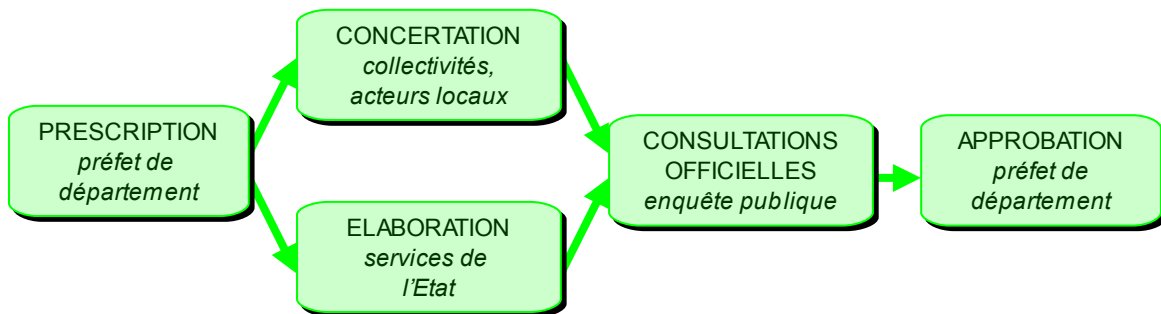 PRESCRIPTION
préfet de
département
CONCERTATION
collectivités,
acteurs locaux
ELABORATION
services de
l'Etat
CONSULTATIONS
OFFICIELLES
enquête publique
APPROBATION
préfet de
département